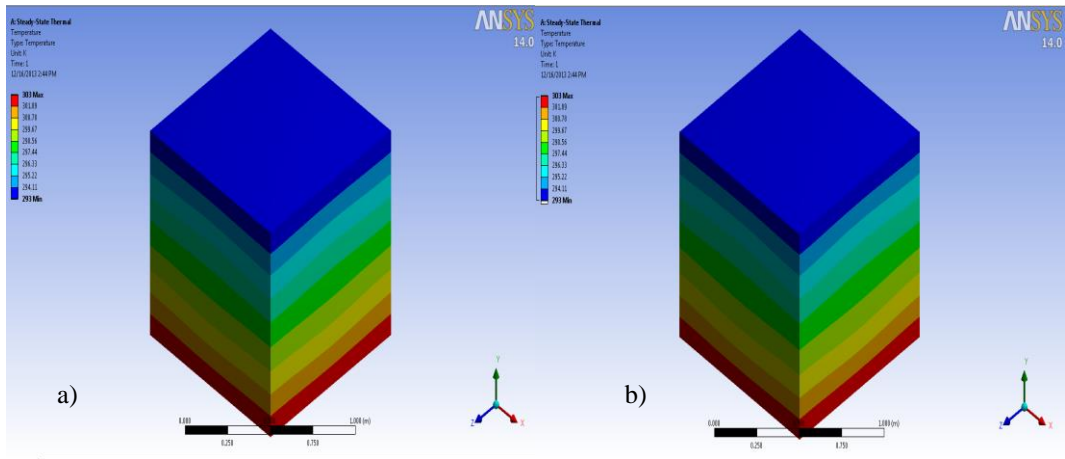 A:Steady-State Thermal
Temperature
Type: Temperature
Unit: K
Time: 1
12/16/2013 2:44 PM
303 Max
301.89
300.78
299.67
298.56
297.44
296.33
295.22
294.11
293 Min
ANSYS
14.0
a)
0.000
1.000 (m)
0.250
0.750
Y
Z
X
A:Steady-State Thermal
Temperature
Type: Temperature
Unit: K
Time: 1
12/16/2013 2:44 PM
303 Max
301.89
300.78
299.67
298.56
297.44
296.33
295.22
294.11
293 Min
ANSYS
14.0
b)
0.000
1.000 (m)
0.250
0.750
Y
Z
X